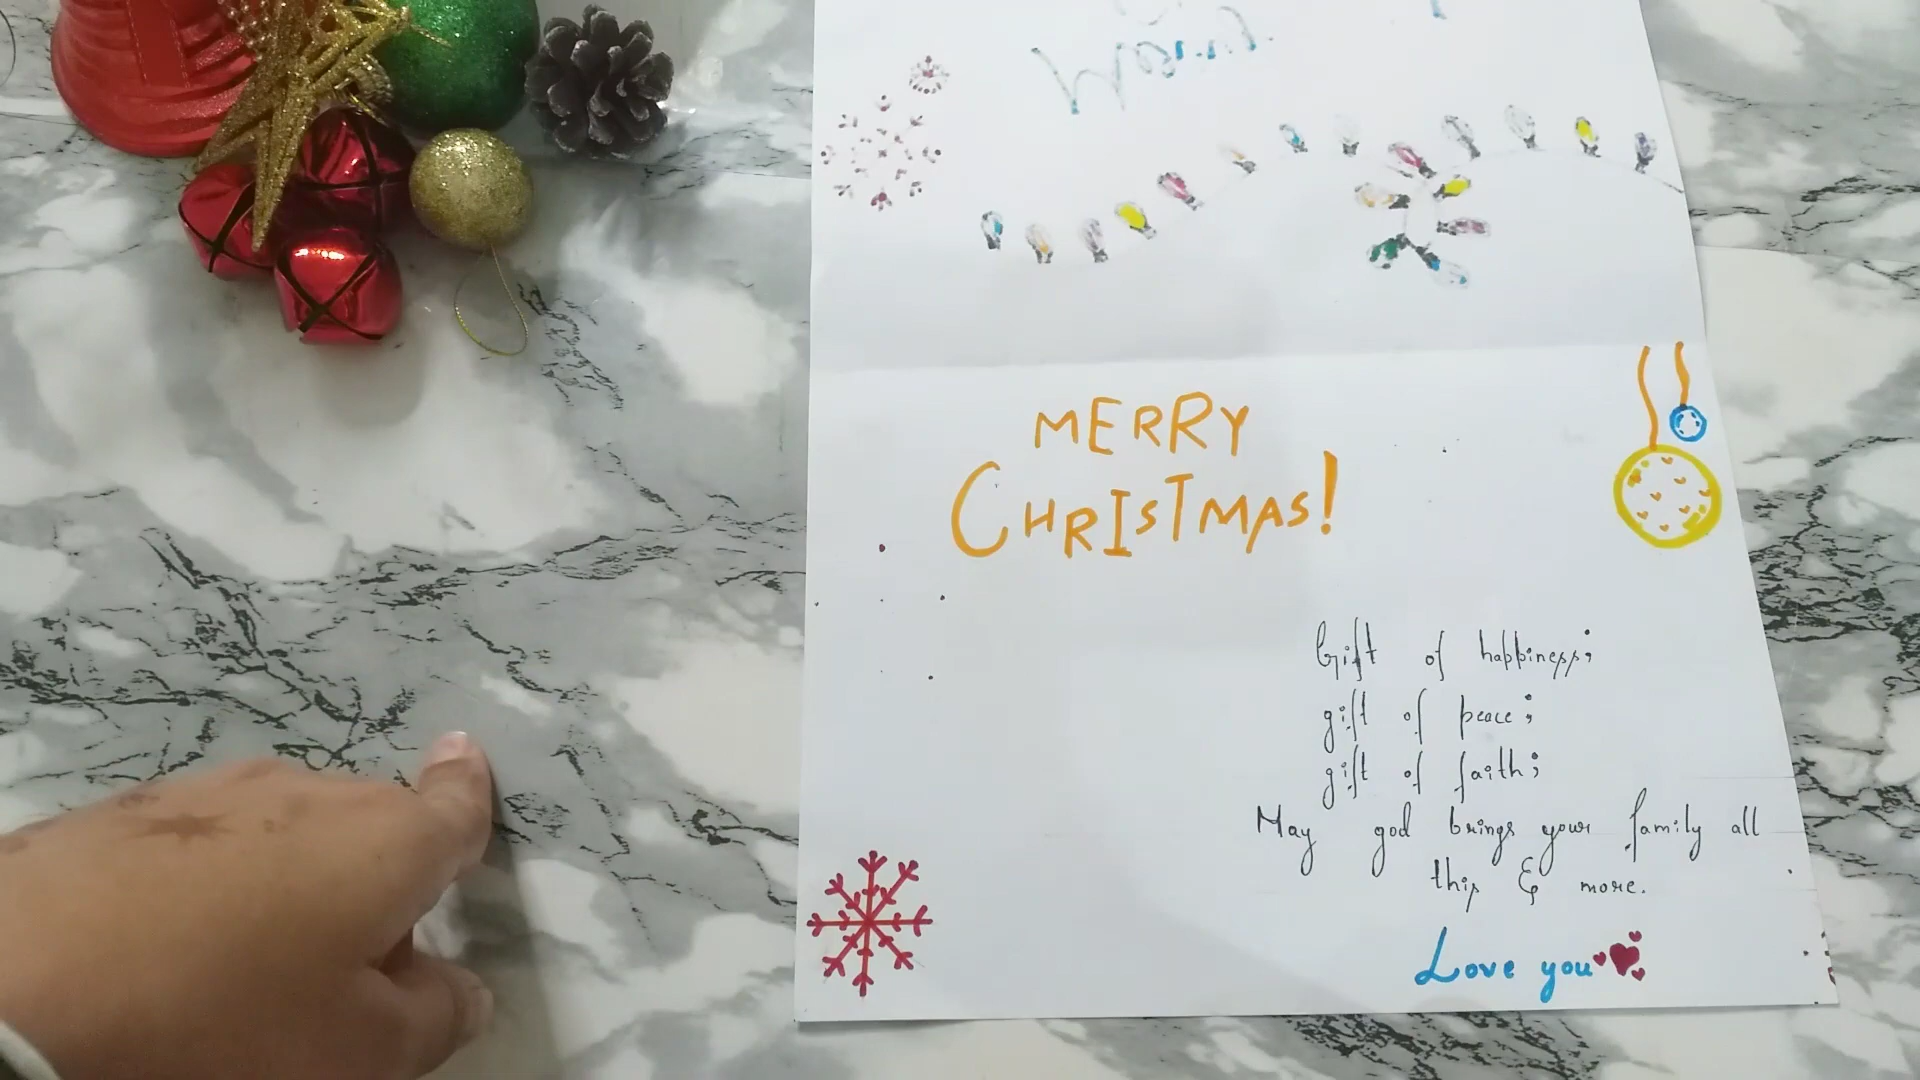 MERRY
CHRISTMAS!
Gift of happiness;
gift of peace;
gift of faith;
May god brings your family all
this & more.
Love you